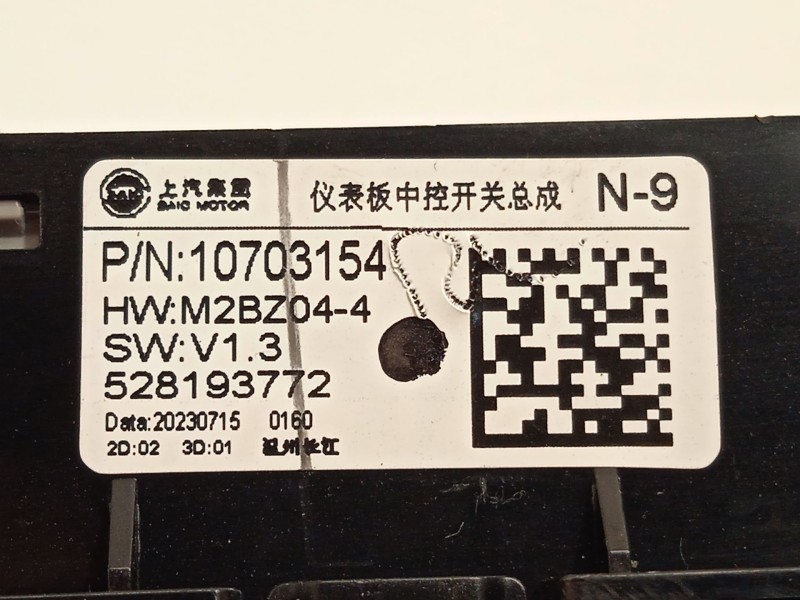 SAIC 上汽集团 仪表板中控开关总成 N-9
SAIC MOTOR
P/N:10703154
HW:M2BZ04-4
SW:V1.3
528193772
Data:20230715 0160
2D:02 3D:01 温州长江